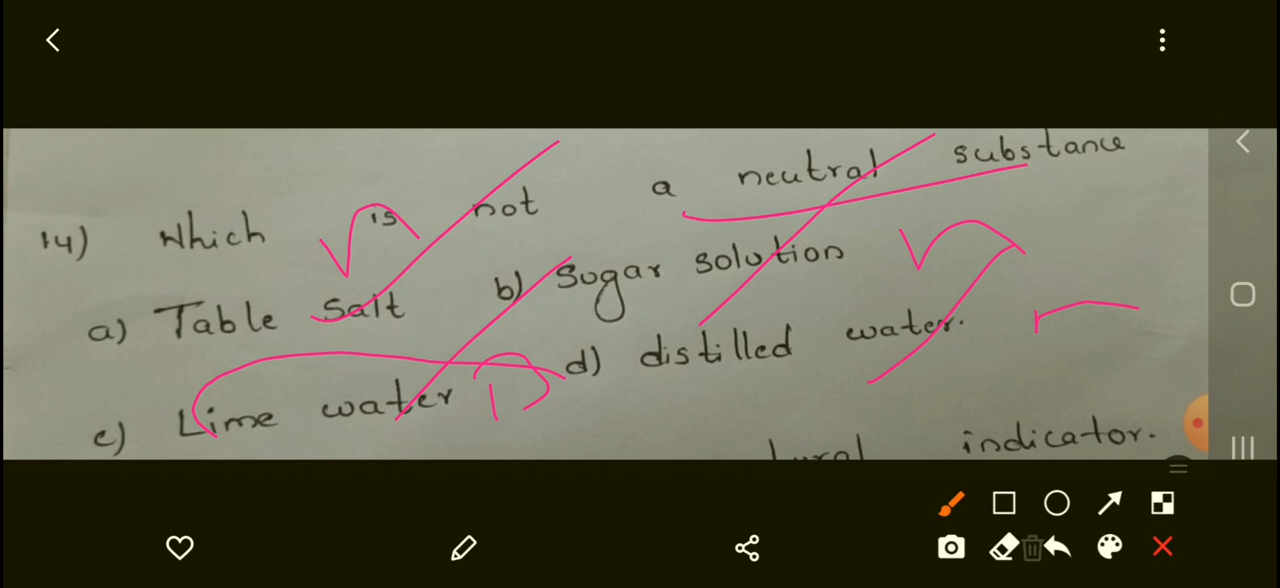 14) Which is not a neutral substance
a) Table Salt b) Sugar solution
c) Lime water d) distilled water.
indicator.